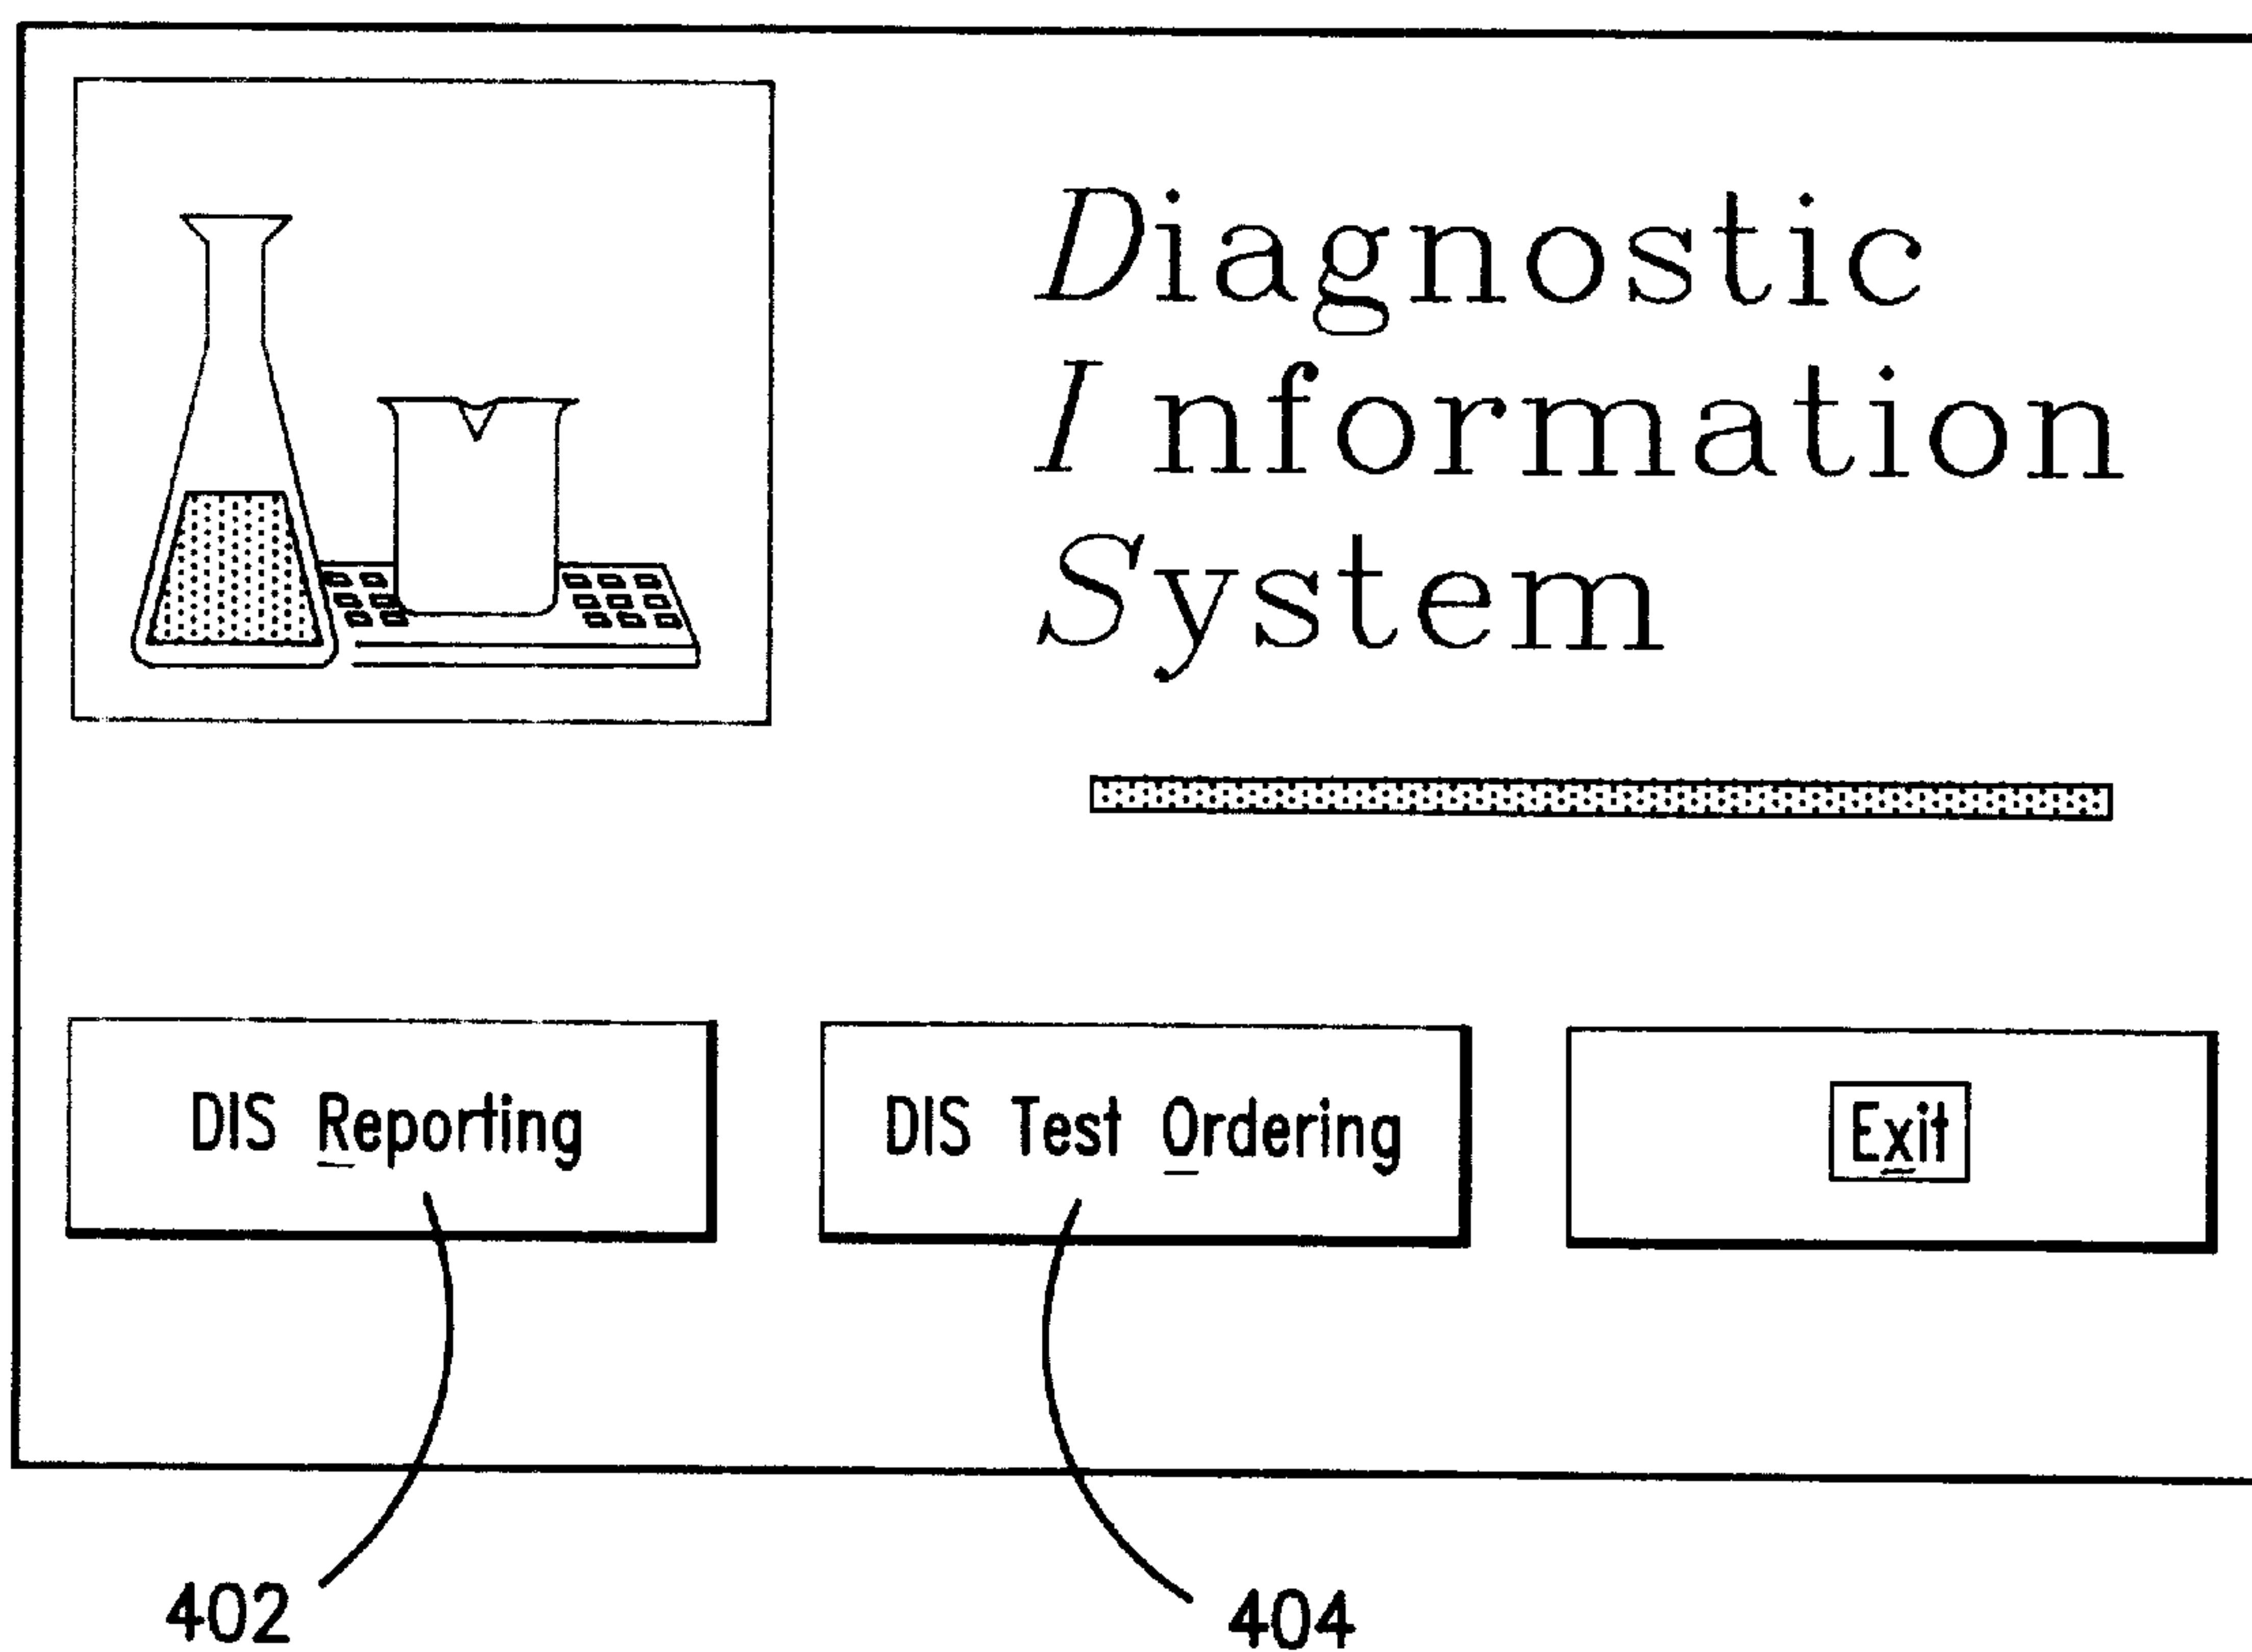 Diagnostic
Information
System
DIS Reporting
DIS Test Ordering
Exit
402
404